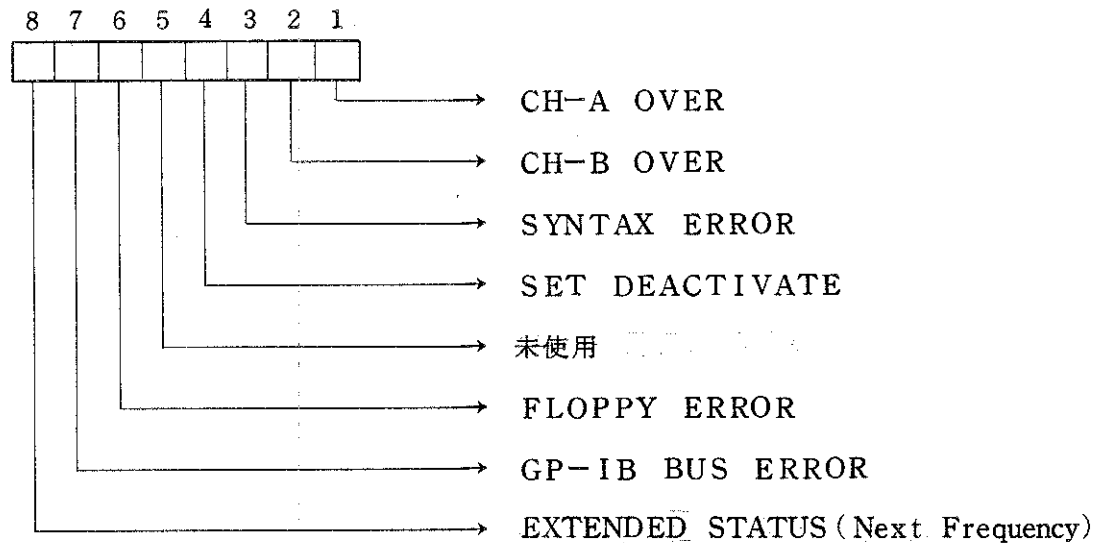 8 7 6 5 4 3 2 1
CH-A OVER
CH-B OVER
SYNTAX ERROR
SET DEACTIVATE
未使用
FLOPPY ERROR
GP-IB BUS ERROR
EXTENDED STATUS (Next Frequency)